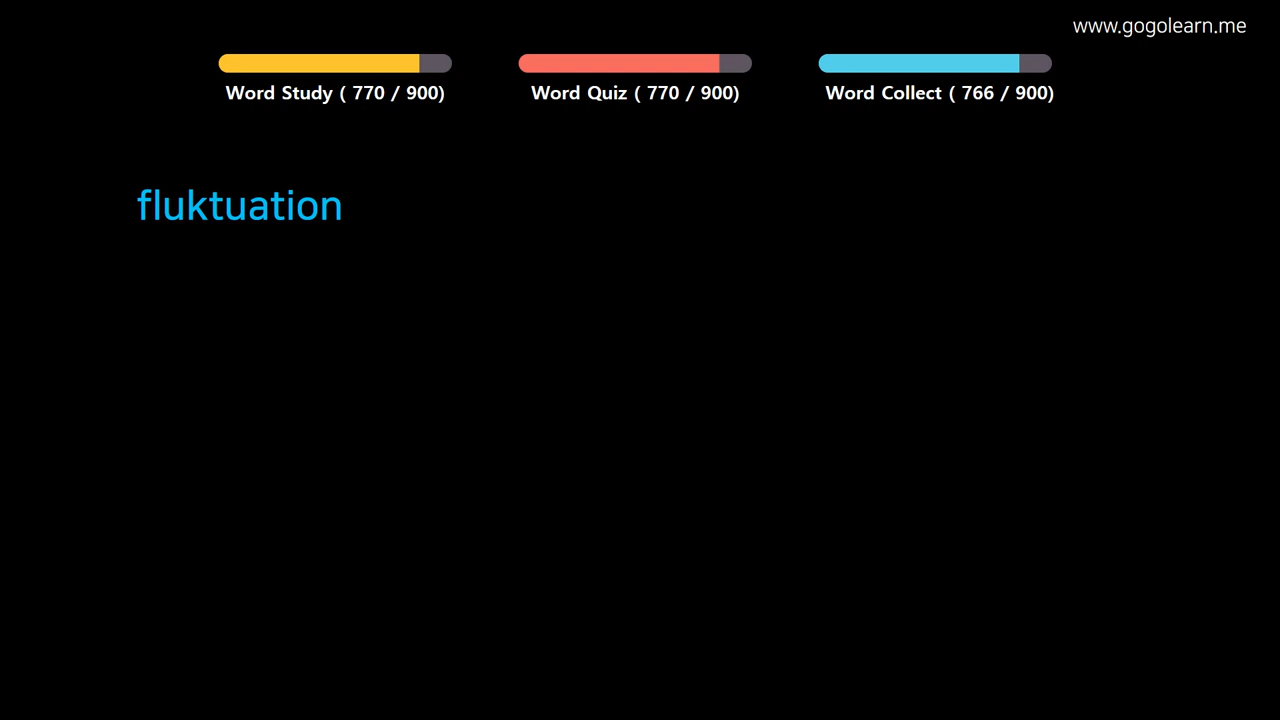 www.gogolearn.me
Word Study ( 770 / 900)
Word Quiz ( 770 / 900)
Word Collect ( 766 / 900)
fluktuation